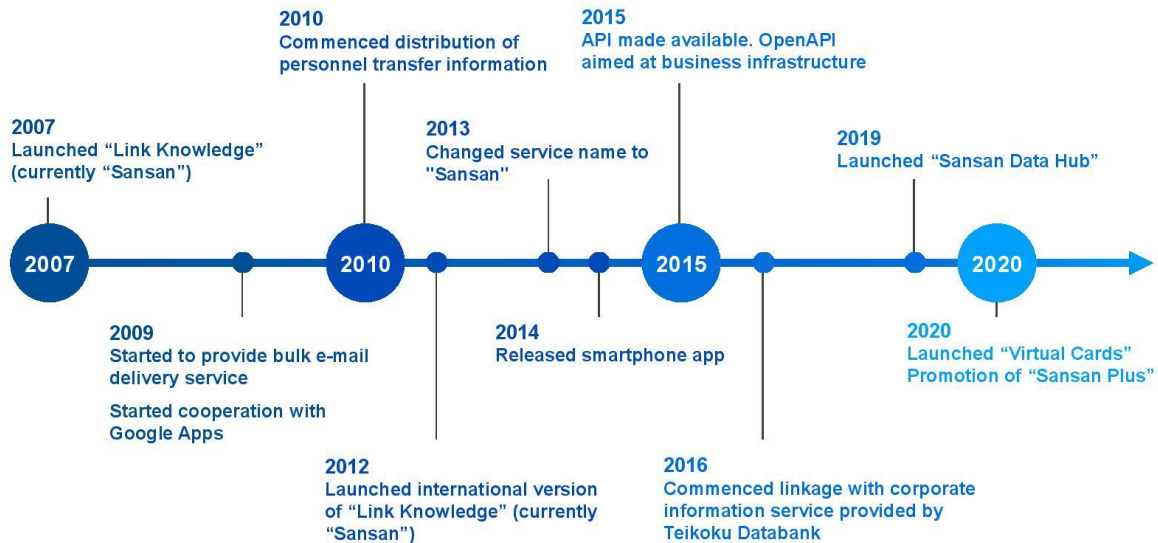 2007
Launched “Link Knowledge”
(currently “Sansan”)
2010
Commenced distribution of
personnel transfer information
2013
Changed service name to
"Sansan"
2015
API made available. OpenAPI
aimed at business infrastructure
2019
Launched “Sansan Data Hub”
2007
2010
2015
2020
2009
Started to provide bulk e-mail
delivery service
Started cooperation with
Google Apps
2012
Launched international version
of “Link Knowledge” (currently
“Sansan”)
2014
Released smartphone app
2016
Commenced linkage with corporate
information service provided by
Teikoku Databank
2020
Launched “Virtual Cards”
Promotion of “Sansan Plus”